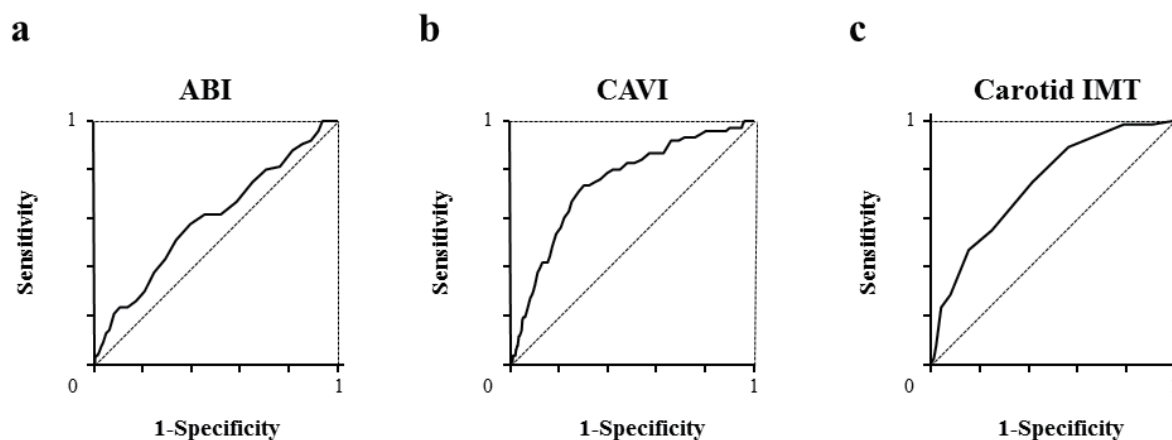 a
b
c
ABI
CAVI
Carotid IMT
1
1
1
Sensitivity
Sensitivity
Sensitivity
0
1
0
1
0
1-Specificity
1-Specificity
1-Specificity